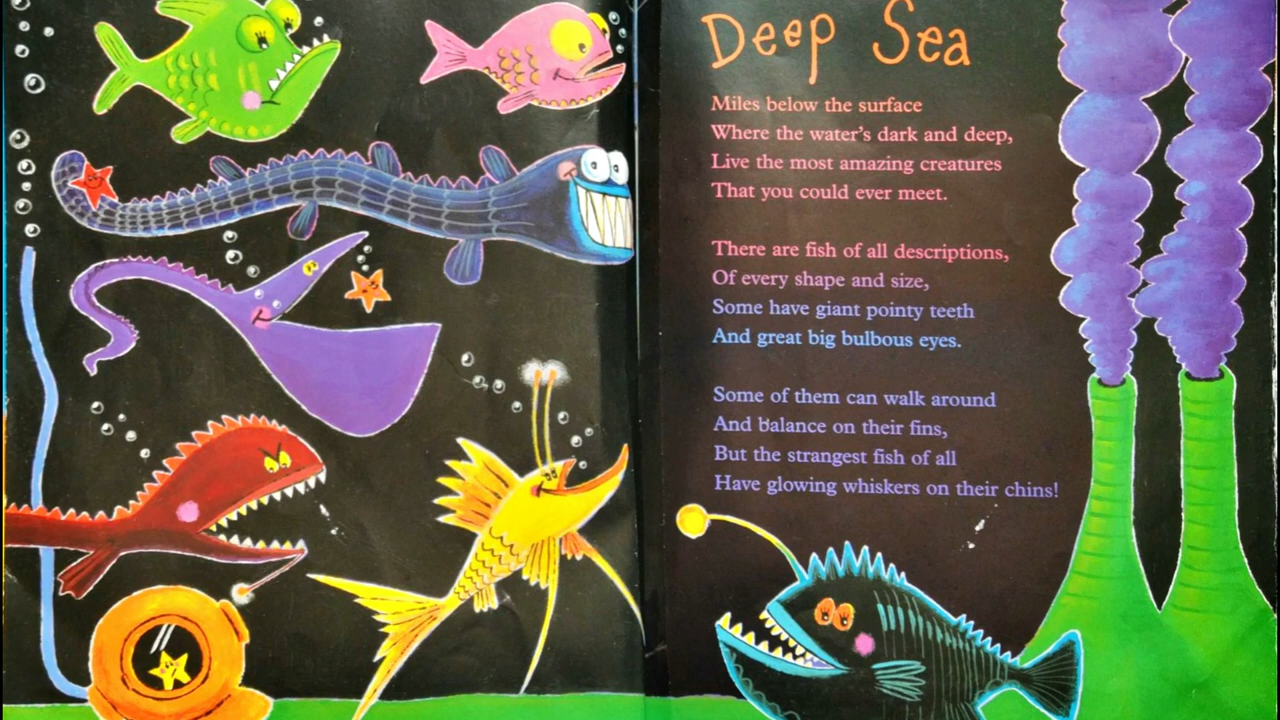 Deep Sea
Miles below the surface
Where the water's dark and deep,
Live the most amazing creatures
That you could ever meet.
There are fish of all descriptions,
Of every shape and size,
Some have giant pointy teeth
And great big bulbous eyes.
Some of them can walk around
And balance on their fins,
But the strangest fish of all
Have glowing whiskers on their chins!